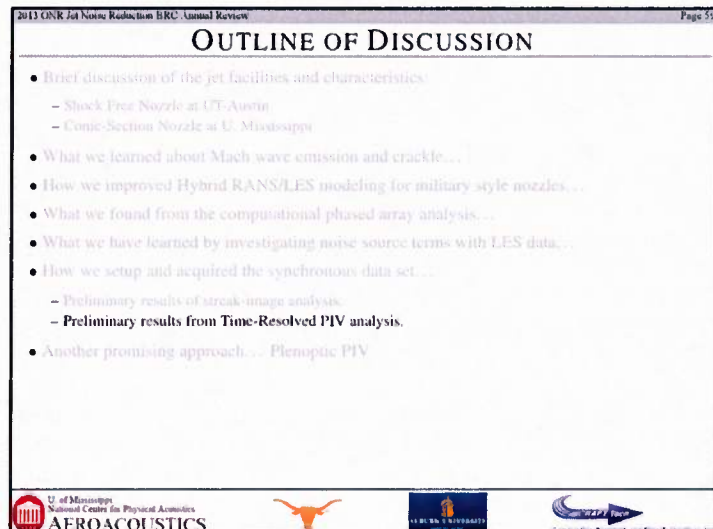 2013 ONR Jet Noise Reduction BRC Annual Review Page 5
OUTLINE OF DISCUSSION
• Brief discussion of the jet facilities and characteristics
– Shock Free Nozzle at UT-Austin
– Conic-Section Nozzle at U. Mississippi
• What we learned about Mach wave emission and crackle…
• How we improved Hybrid RANS/LES modeling for military style nozzles…
• What we found from the computational phased array analysis…
• What we have learned by investigating noise source terms with LES data…
• How we setup and acquired the synchronous data set…
– Preliminary results of streak-image analysis.
– Preliminary results from Time-Resolved PIV analysis.
• Another promising approach… Plenoptic PIV
U. of Mississippi
National Center for Physical Acoustics
AEROACOUSTICS
AUBURN UNIVERSITY